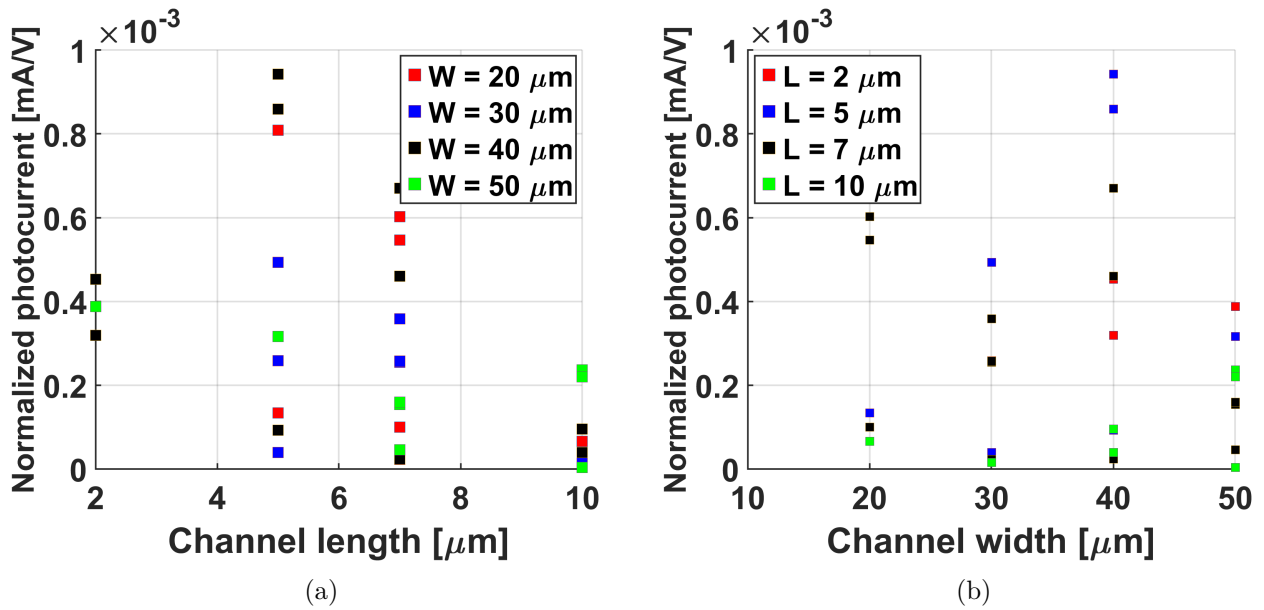 ×10⁻³
Normalized photocurrent [mA/V]
1
0.8
0.6
0.4
0.2
0
W = 20 μm
W = 30 μm
W = 40 μm
W = 50 μm
2 4 6 8 10
Channel length [μm]
(a)
×10⁻³
Normalized photocurrent [mA/V]
1
0.8
0.6
0.4
0.2
0
L = 2 μm
L = 5 μm
L = 7 μm
L = 10 μm
10 20 30 40 50
Channel width [μm]
(b)